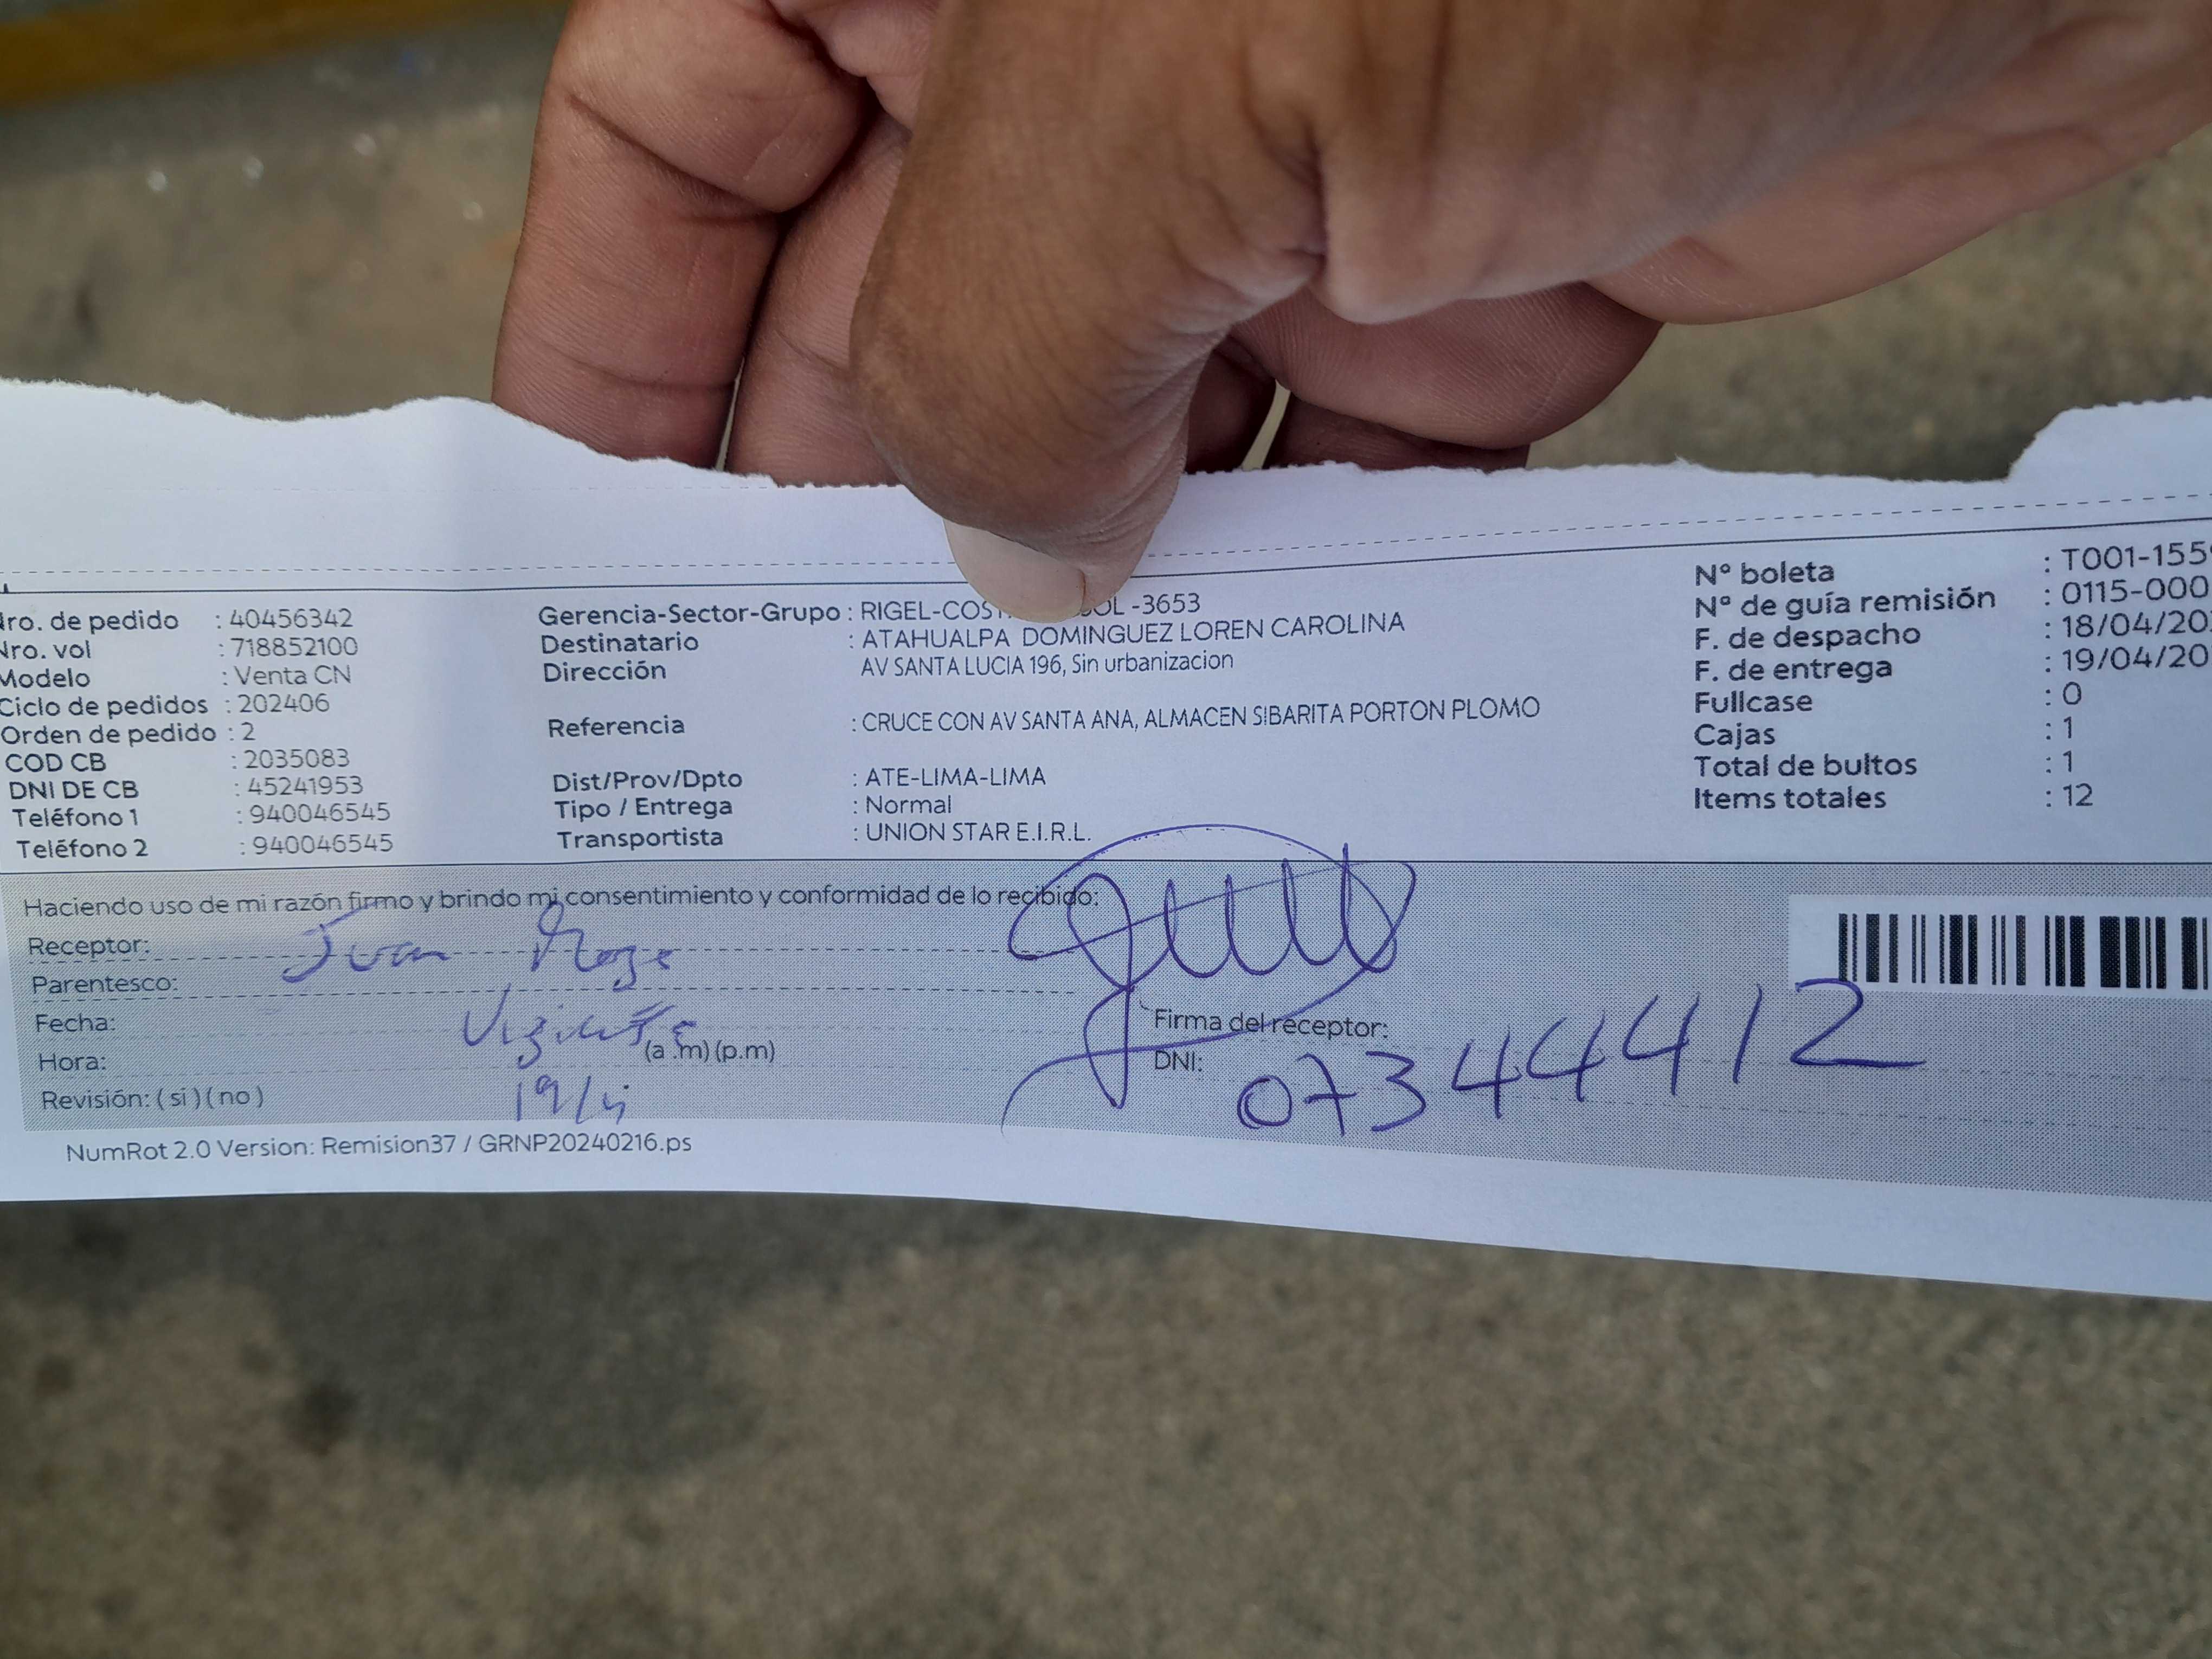 Nro. de pedido : 40456342
Nro. vol : 718852100
Modelo : Venta CN
Ciclo de pedidos : 202406
Orden de pedido : 2
COD CB : 2035083
DNI DE CB : 45241953
Teléfono 1 : 940046545
Teléfono 2 : 940046545
Gerencia-Sector-Grupo : RIGEL-COST OL -3653
Destinatario : ATAHUALPA DOMINGUEZ LOREN CAROLINA
Dirección AV SANTA LUCIA 196, Sin urbanizacion
Referencia : CRUCE CON AV SANTA ANA, ALMACEN SIBARITA PORTON PLOMO
Dist/Prov/Dpto : ATE-LIMA-LIMA
Tipo / Entrega : Normal
Transportista : UNION STAR E.I.R.L.
N° boleta : T001-155
N° de guía remisión : 0115-000
F. de despacho : 18/04/20
F. de entrega : 19/04/20
Fullcase : 0
Cajas : 1
Total de bultos : 1
Items totales : 12
Haciendo uso de mi razón firmo y brindo mi consentimiento y conformidad de lo recibido:
Receptor: Juan
Parentesco:
Fecha:
Hora: (a .m) (p.m)
Revisión: ( si ) ( no ) 19/4
Firma del receptor:
DNI: 07344412
NumRot 2.0 Version: Remision37 / GRNP20240216.ps